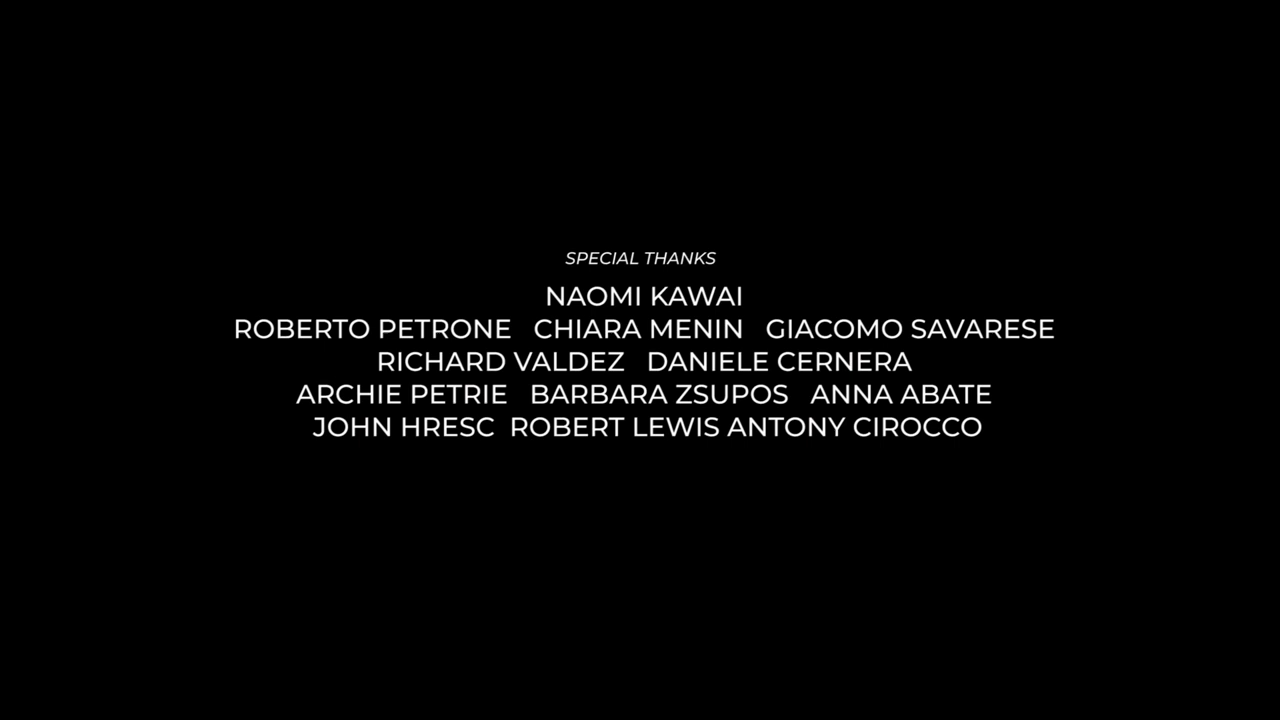 SPECIAL THANKS
NAOMI KAWAI
ROBERTO PETRONE   CHIARA MENIN   GIACOMO SAVARESE
RICHARD VALDEZ   DANIELE CERNERA
ARCHIE PETRIE   BARBARA ZSUPOS   ANNA ABATE
JOHN HRESC  ROBERT LEWIS ANTONY CIROCCO